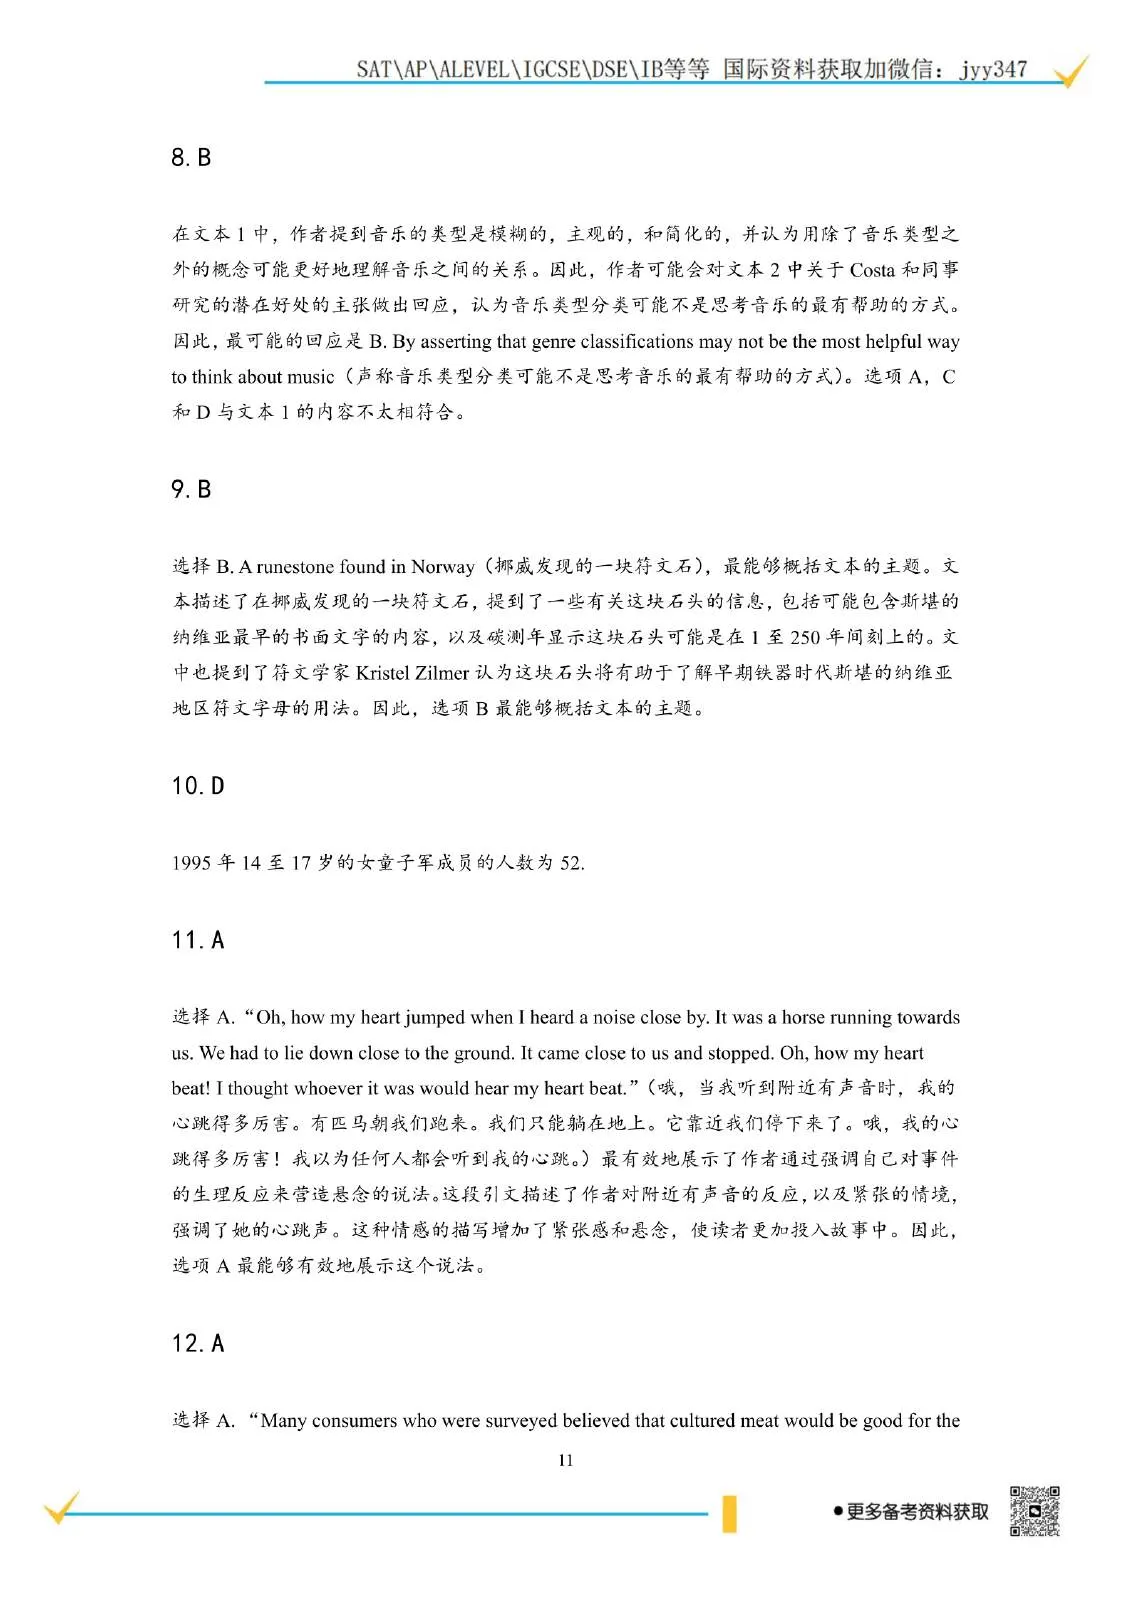 SAT\AP\ALEVEL\IGCSE\DSE\IB等等 国际资料获取加微信：jyy347
8. B
在文本 1 中，作者提到音乐的类型是模糊的，主观的，和简化的，并认为用除了音乐类型之
外的概念可能更好地理解音乐之间的关系。因此，作者可能会对文本 2 中关于 Costa 和同事
研究的潜在好处的主张做出回应，认为音乐类型分类可能不是思考音乐的最有帮助的方式。
因此，最可能的回应是 B. By asserting that genre classifications may not be the most helpful way
to think about music（声称音乐类型分类可能不是思考音乐的最有帮助的方式）。选项 A，C
和 D 与文本 1 的内容不太相符合。
9. B
选择 B. A runestone found in Norway（挪威发现的一块符文石），最能够概括文本的主题。文
本描述了在挪威发现的一块符文石，提到了一些有关这块石头的信息，包括可能包含斯堪的
纳维亚最早的书面文字的内容，以及碳测年显示这块石头可能是在 1 至 250 年间刻上的。文
中也提到了符文学家 Kristel Zilmer 认为这块石头将有助于了解早期铁器时代斯堪的纳维亚
地区符文字母的用法。因此，选项 B 最能够概括文本的主题。
10. D
1995 年 14 至 17 岁的女童子军成员的人数为 52.
11. A
选择 A. “Oh, how my heart jumped when I heard a noise close by. It was a horse running towards
us. We had to lie down close to the ground. It came close to us and stopped. Oh, how my heart
beat! I thought whoever it was would hear my heart beat.”（哦，当我听到附近有声音时，我的
心跳得多厉害。有匹马朝我们跑来。我们只能躺在地上。它靠近我们停下来了。哦，我的心
跳得多厉害！我以为任何人都会听到我的心跳。）最有效地展示了作者通过强调自己对事件
的生理反应来营造悬念的说法。这段引文描述了作者对附近有声音的反应，以及紧张的情境，
强调了她的心跳声。这种情感的描写增加了紧张感和悬念，使读者更加投入故事中。因此，
选项 A 最能够有效地展示这个说法。
12. A
选择 A. “Many consumers who were surveyed believed that cultured meat would be good for the
11
●更多备考资料获取